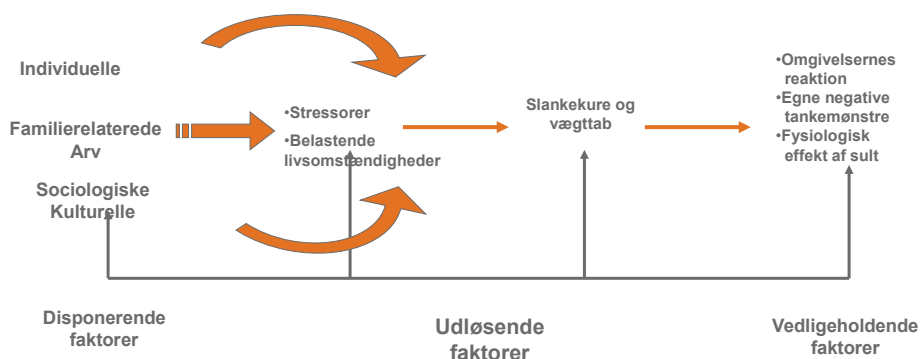 Individuelle
Familierelaterede
Arv
Sociologiske
Kulturelle
•Stressorer
•Belastende
livsomstændigheder
Slankekure og
vægttab
•Omgivelsernes
reaktion
•Egne negative
tankemønstre
•Fysiologisk
effekt af sult
Disponerende
faktorer
Udløsende
faktorer
Vedligeholdende
faktorer